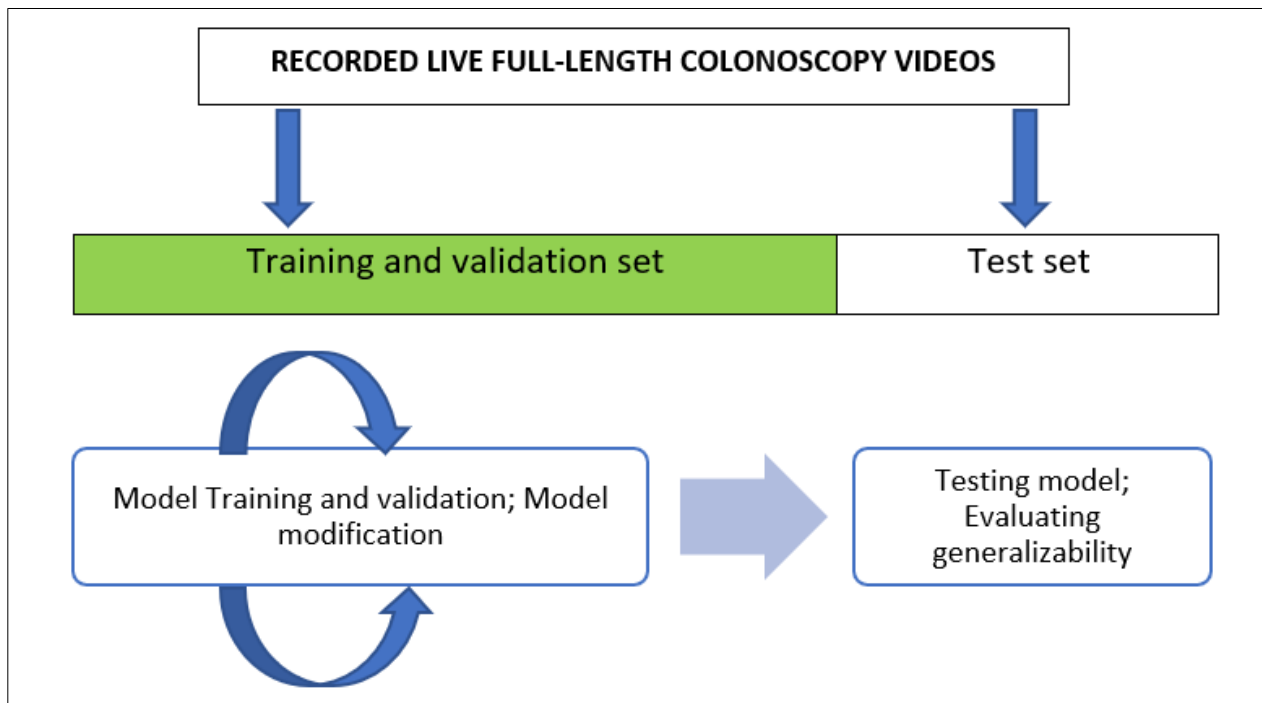 RECORDED LIVE FULL-LENGTH COLONOSCOPY VIDEOS
Training and validation set
Test set
Model Training and validation; Model
modification
Testing model;
Evaluating
generalizability